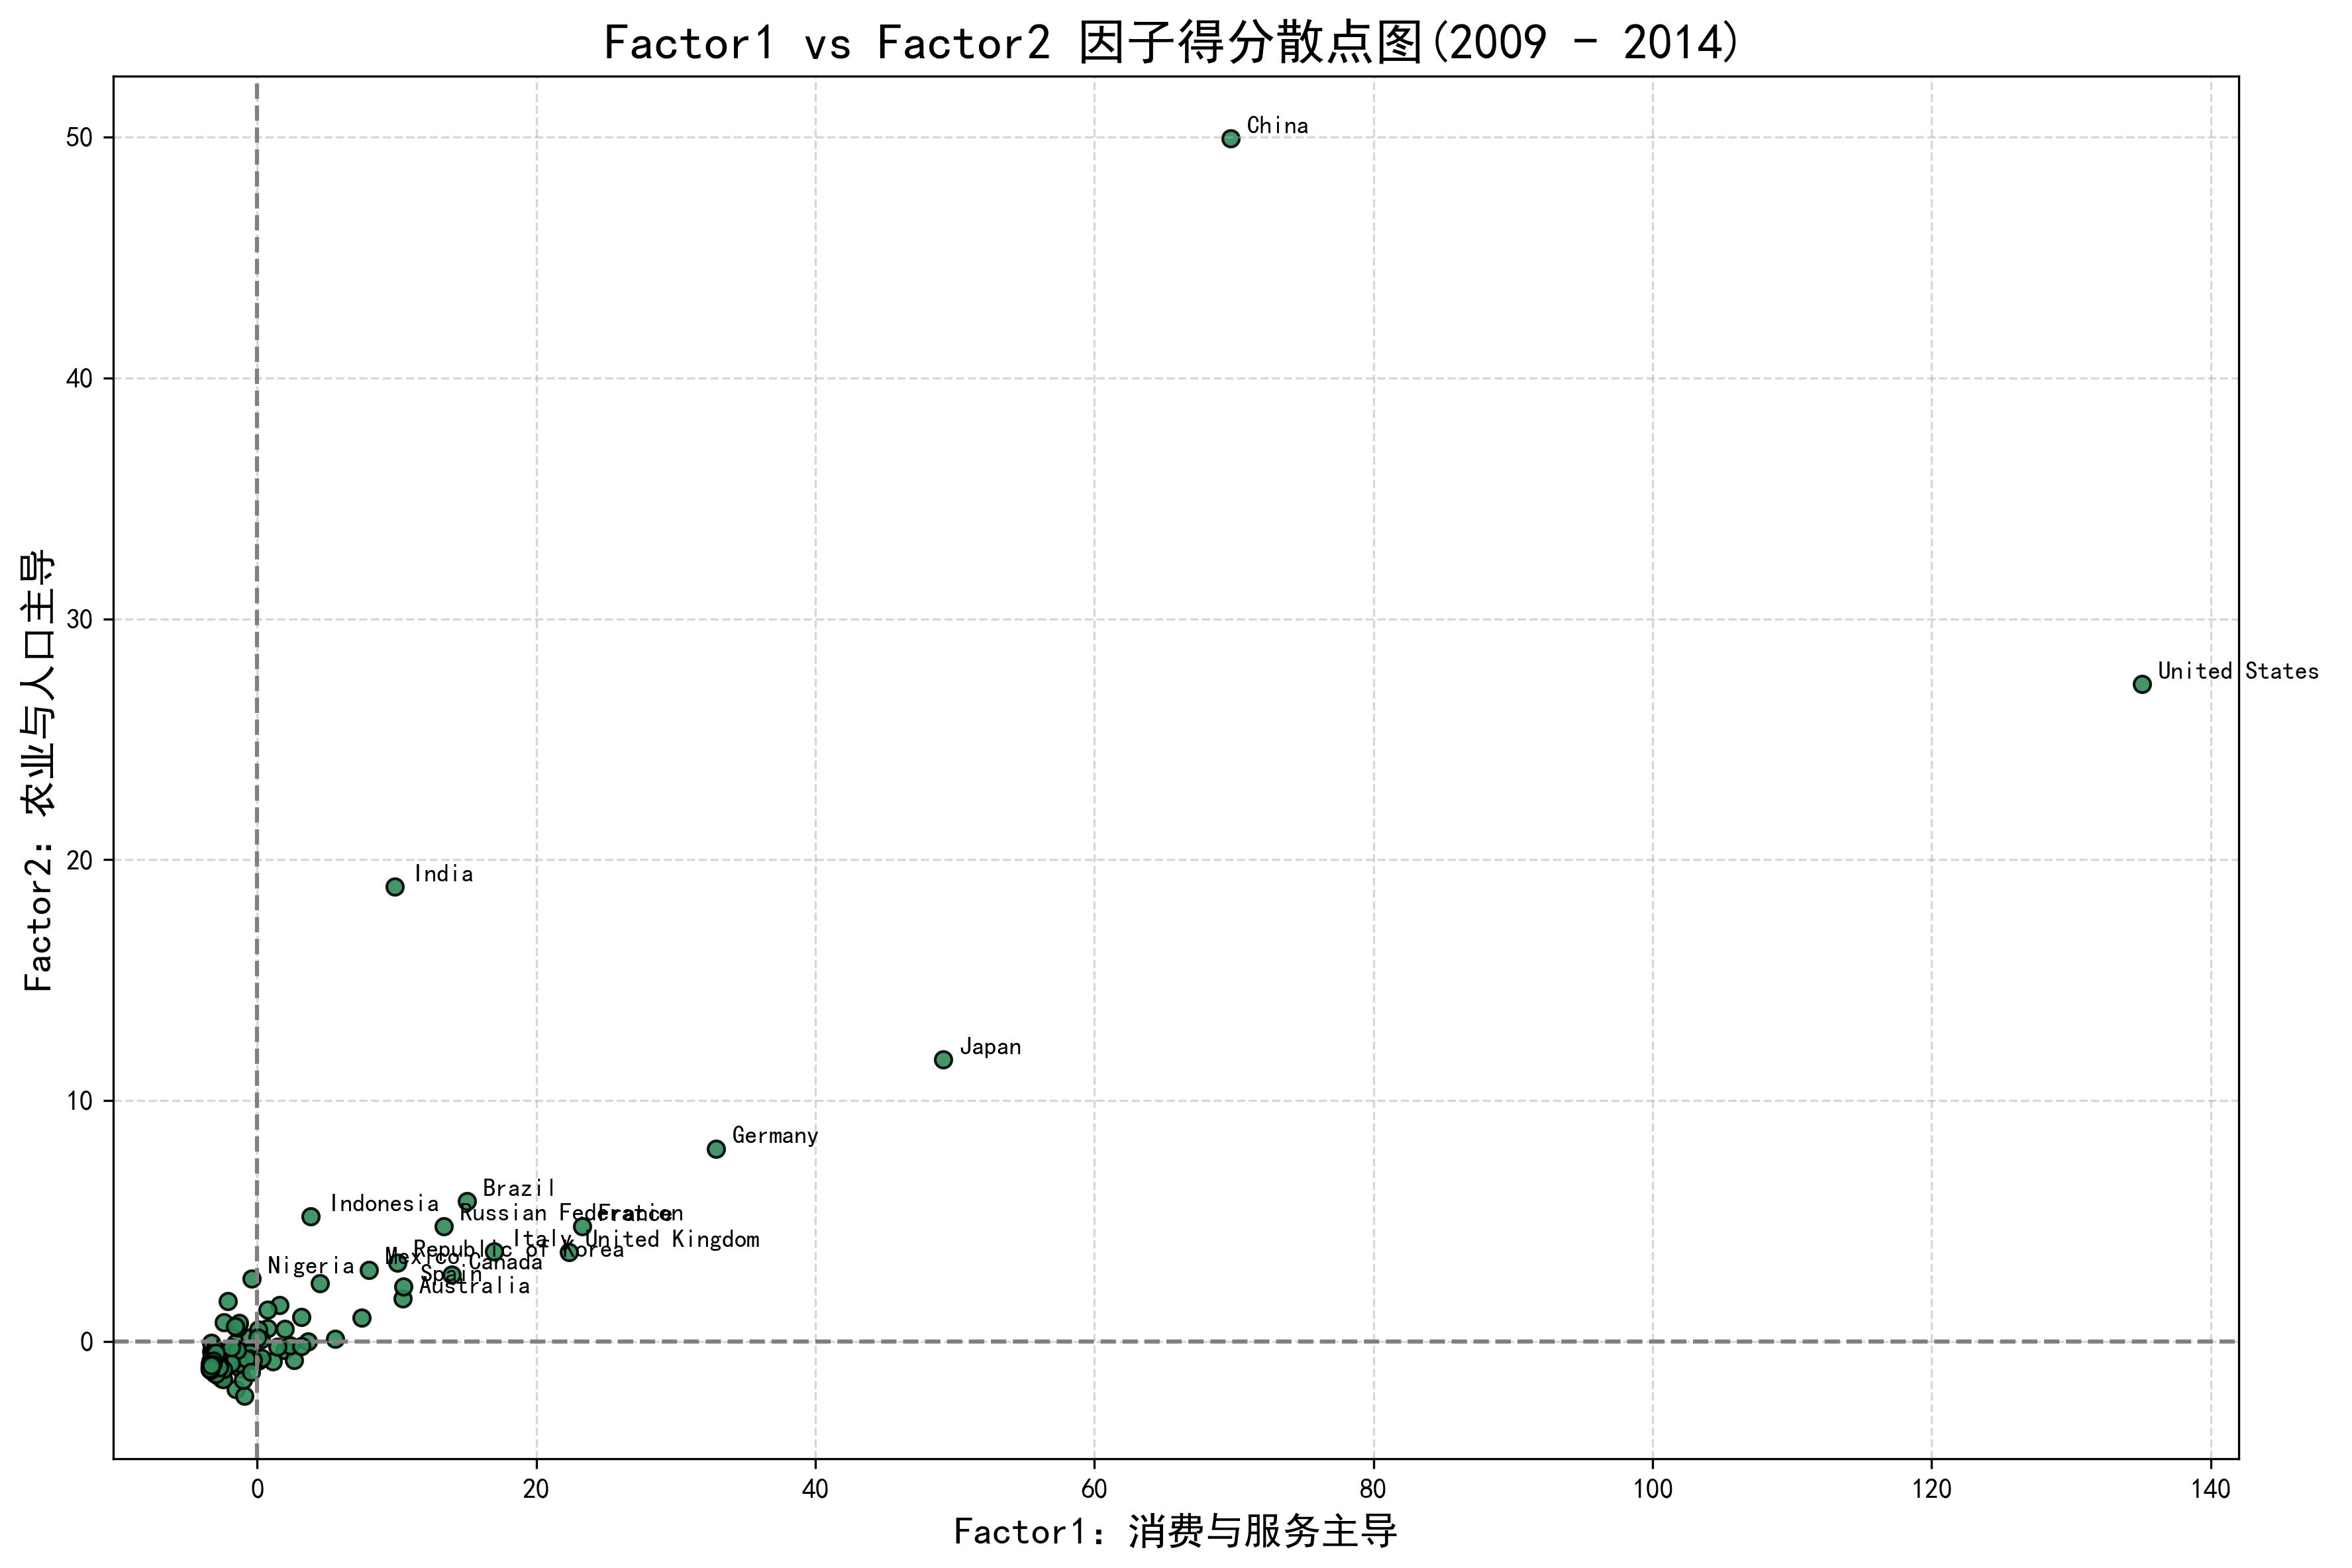 Factor1 vs Factor2 因子得分散点图(2009 - 2014)
Factor2: 农业与人口主导
50
40
30
20
10
0
China
United States
India
Japan
Germany
Brazil
Indonesia
Russian Federation
France
Italy
United Kingdom
Republic of Korea
Mexico
Canada
Nigeria
Spain
Australia
0 20 40 60 80 100 120 140
Factor1: 消费与服务主导